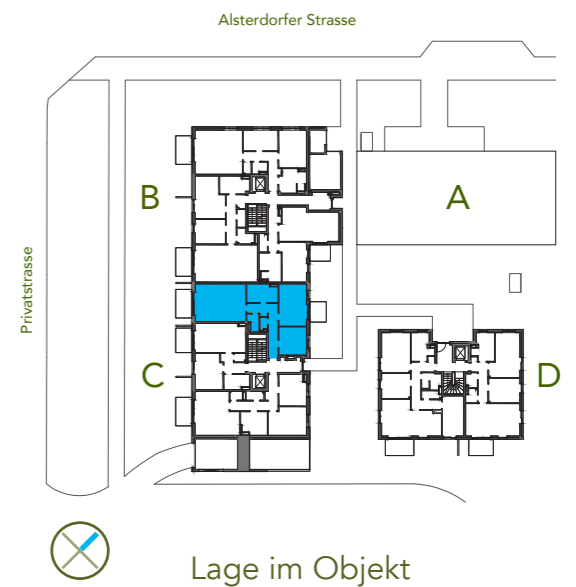 Alsterdorfer Strasse
B
A
Privatstrasse
C
D
Lage im Objekt